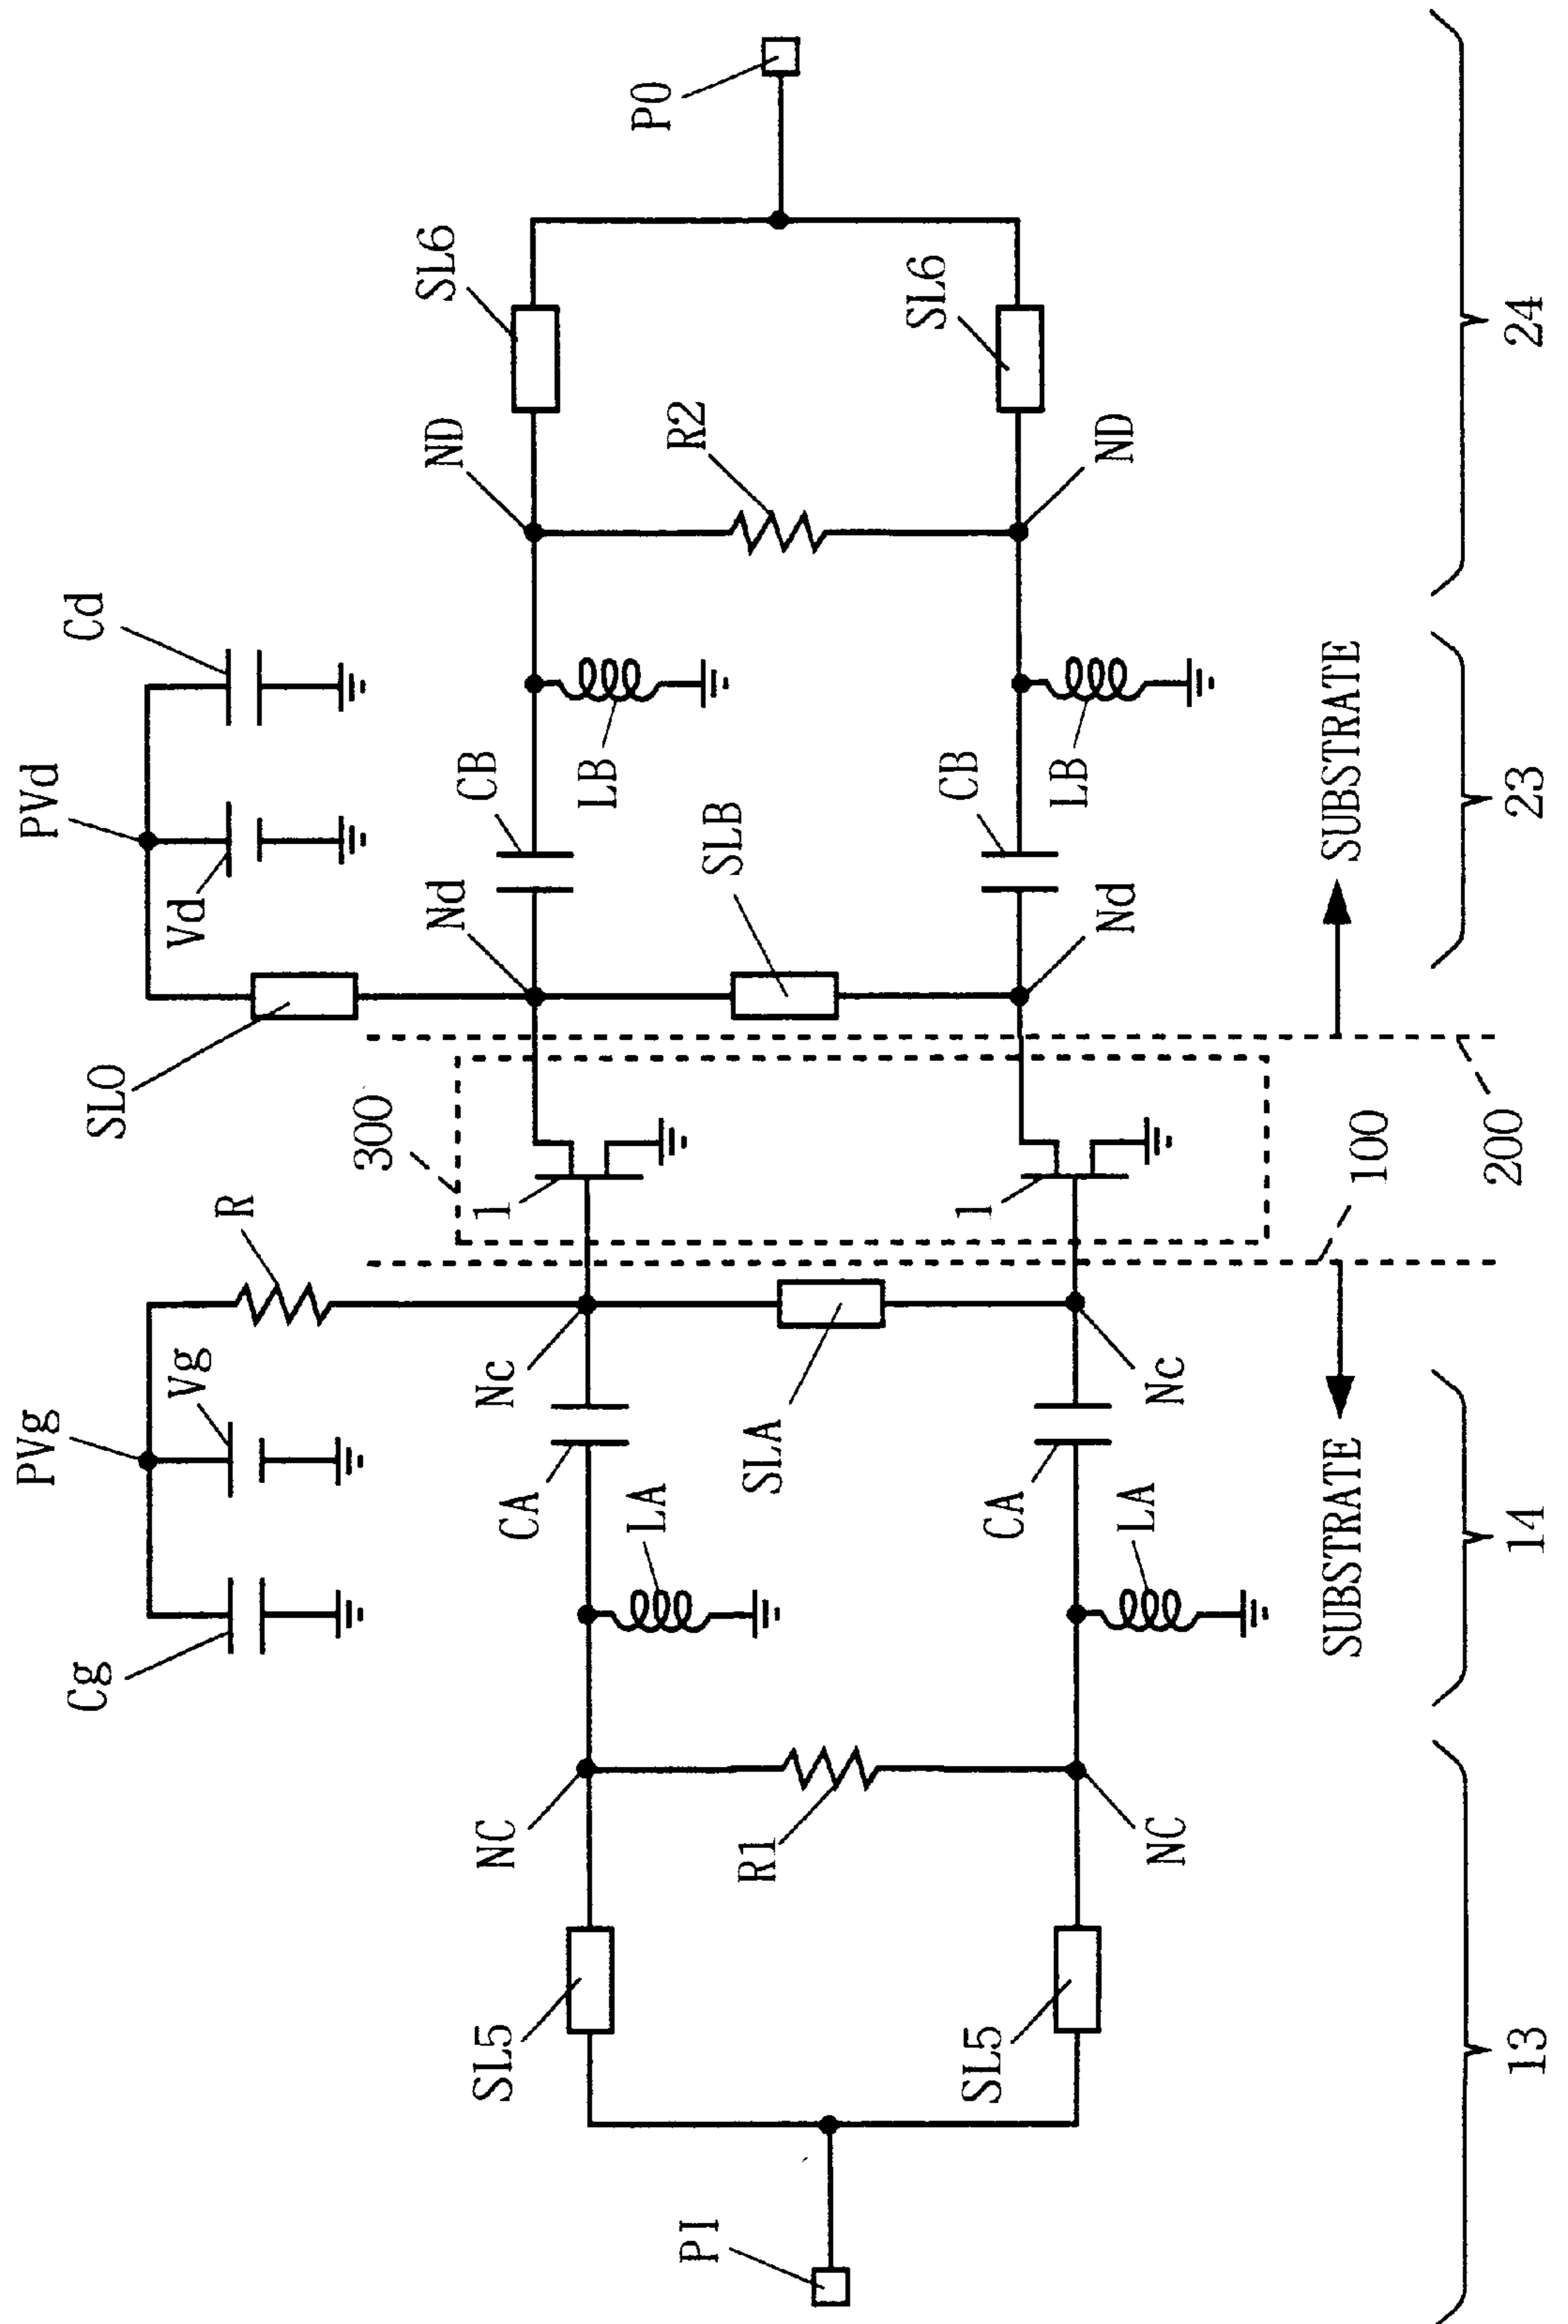 PVg
PVd
Cg
SLO
Cd
Vg
Vd
R
300
SL6
ND
Nd
SL5
NC
Nc
CA
1
CB
LA
LB
P0
PI
R1
SLA
SLB
R2
SL5
CA
1
CB
SL6
LA
LB
NC
Nc
Nd
ND
SUBSTRATE
100
SUBSTRATE
200
13
14
23
24